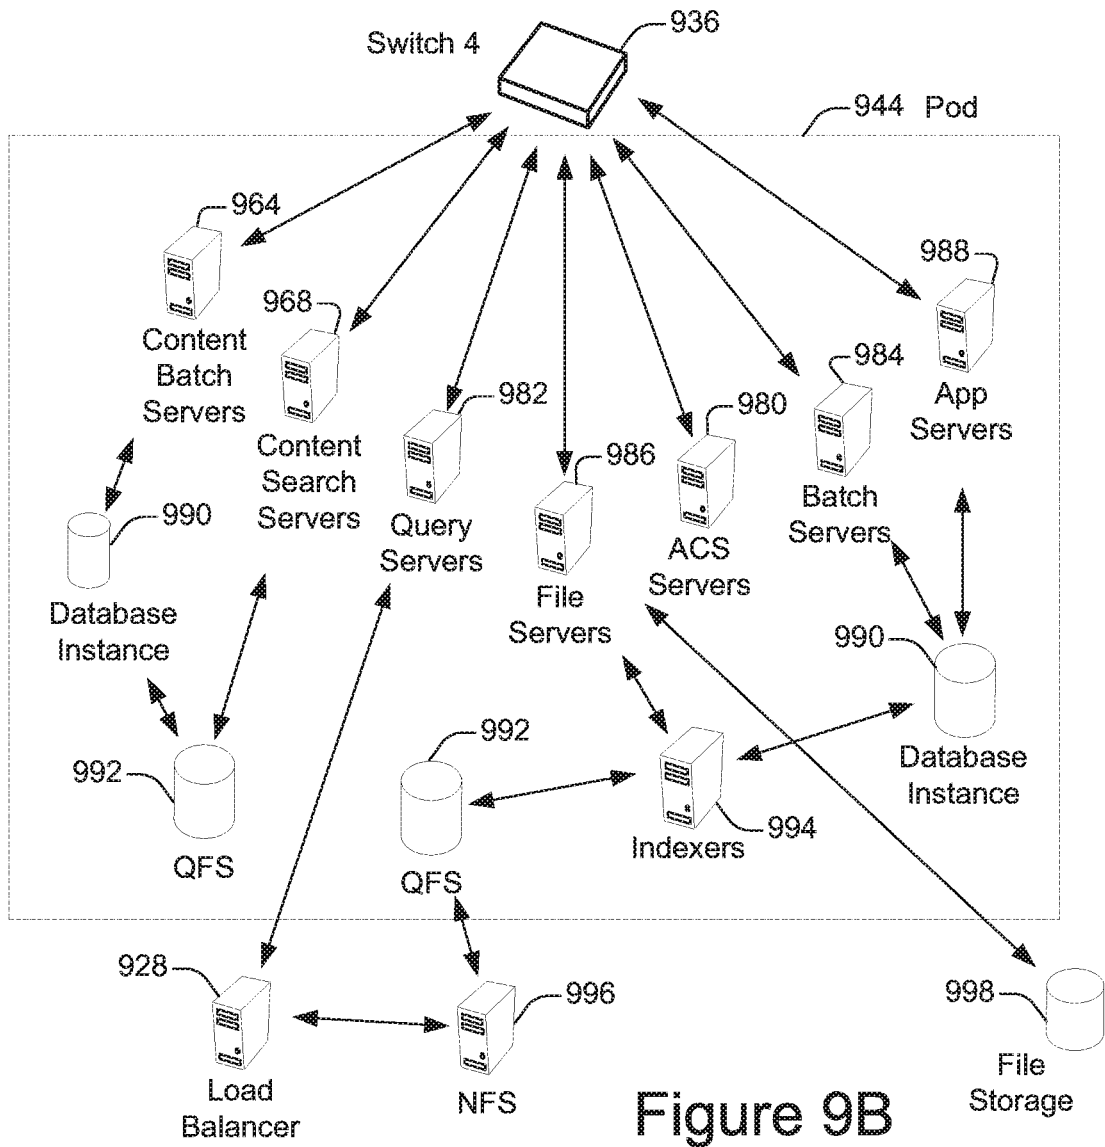 Switch 4
936
944 Pod
964
Content
Batch
Servers
968
Content
Search
Servers
982
Query
Servers
986
File
Servers
980
ACS
Servers
984
Batch
Servers
988
App
Servers
990
Database
Instance
990
Database
Instance
992
QFS
992
QFS
994
Indexers
928
Load
Balancer
996
NFS
998
File
Storage
Figure 9B